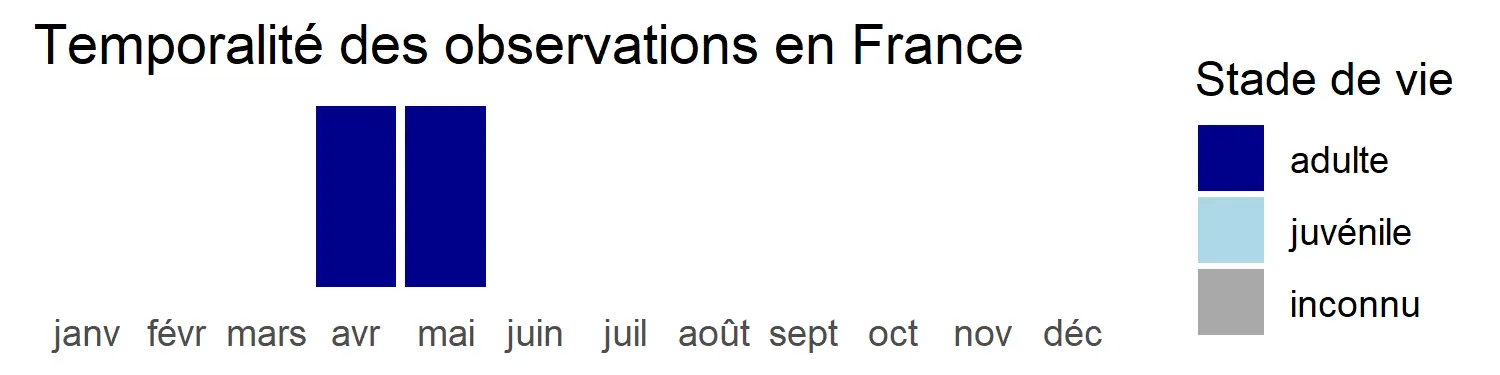 Temporalité des observations en France
Stade de vie
adulte
juvénile
inconnu
janv févr mars avr mai juin juil août sept oct nov déc